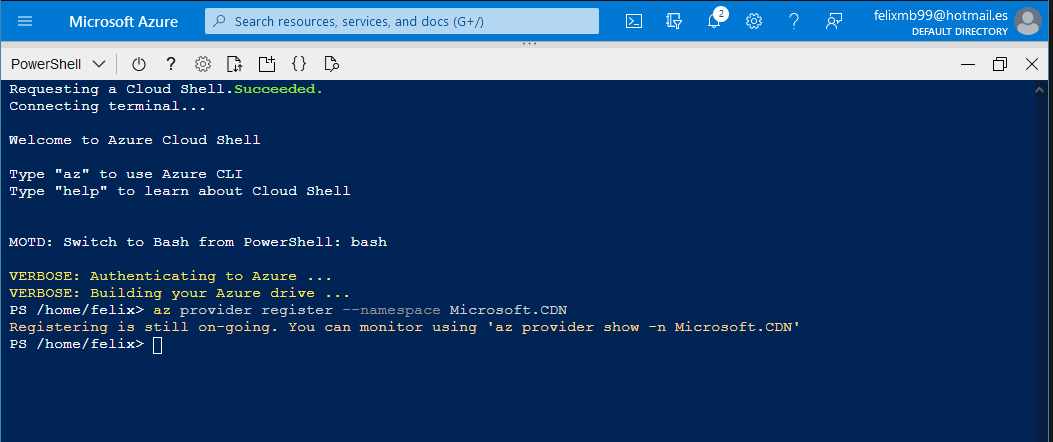 Microsoft Azure
Search resources, services, and docs (G+/)
2
felixmb99@hotmail.es
DEFAULT DIRECTORY
PowerShell
Requesting a Cloud Shell.Succeeded.
Connecting terminal...
Welcome to Azure Cloud Shell
Type "az" to use Azure CLI
Type "help" to learn about Cloud Shell
MOTD: Switch to Bash from PowerShell: bash
VERBOSE: Authenticating to Azure ...
VERBOSE: Building your Azure drive ...
PS /home/felix> az provider register --namespace Microsoft.CDN
Registering is still on-going. You can monitor using 'az provider show -n Microsoft.CDN'
PS /home/felix>